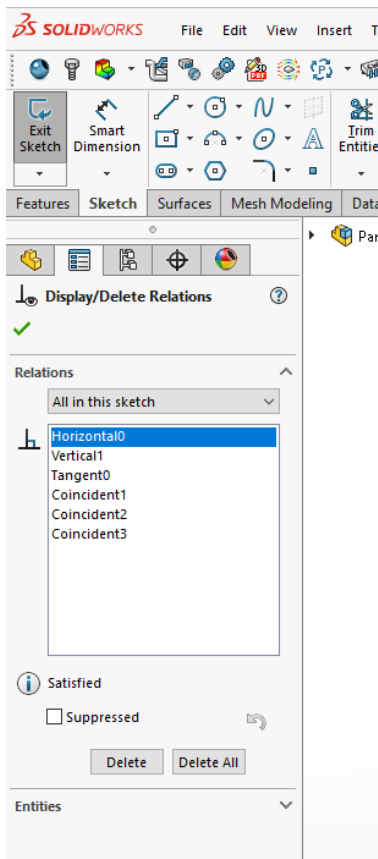 SOLIDWORKS File Edit View Insert
Exit Sketch
Smart Dimension
Trim
Features Sketch Surfaces Mesh Modeling
Display/Delete Relations
Relations
All in this sketch
Horizontal0
Vertical1
Tangent0
Coincident1
Coincident2
Coincident3
Satisfied
Suppressed
Delete Delete All
Entities